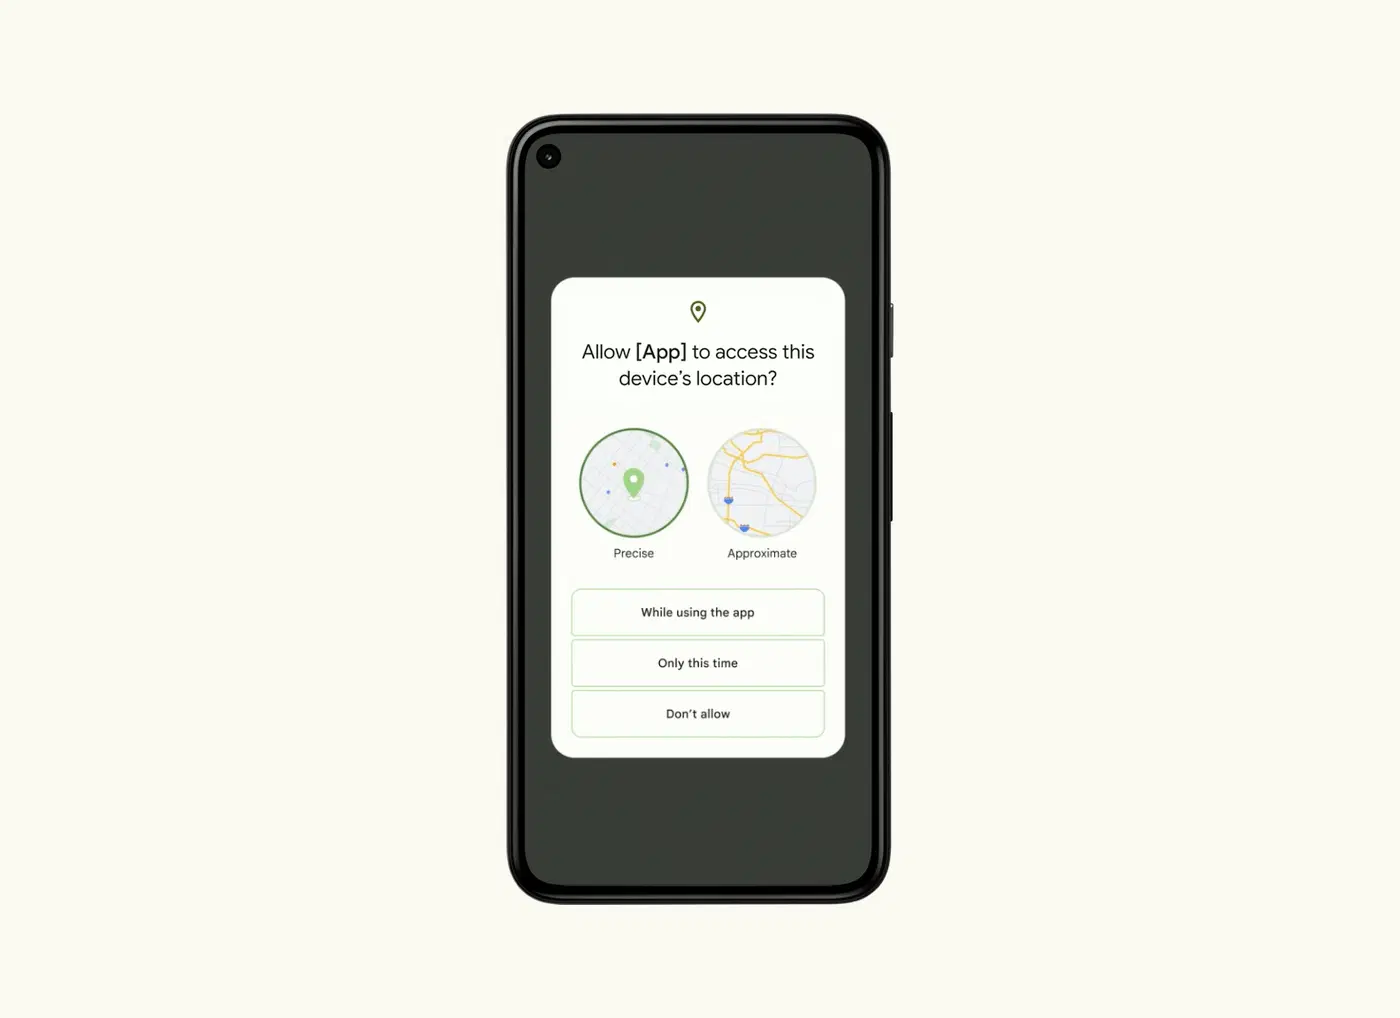 Allow [App] to access this
device’s location?
Precise
Approximate
While using the app
Only this time
Don’t allow